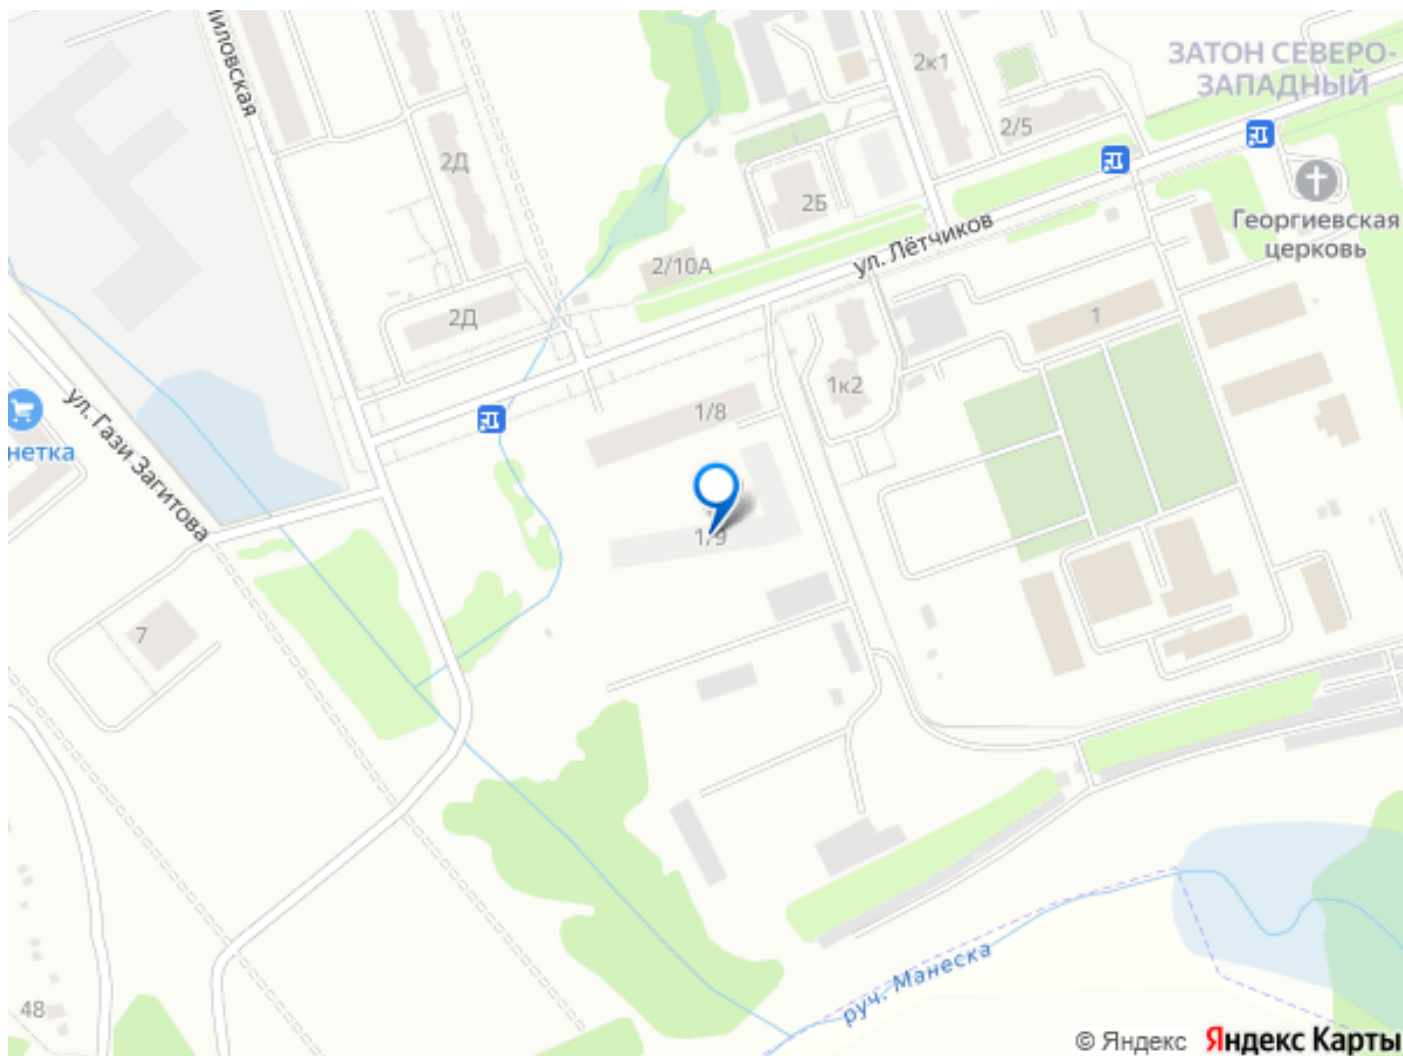 ЗАТОН СЕВЕРО-
ЗАПАДНЫЙ
2к1
2/5
2Д
2Б
Георгиевская
церковь
ул. Лётчиков
2/10А
2Д
1
1к2
1/8
ул. Гази Загитова
нетка
1/9
7
48
руч. Манеска
© Яндекс Яндекс Карты